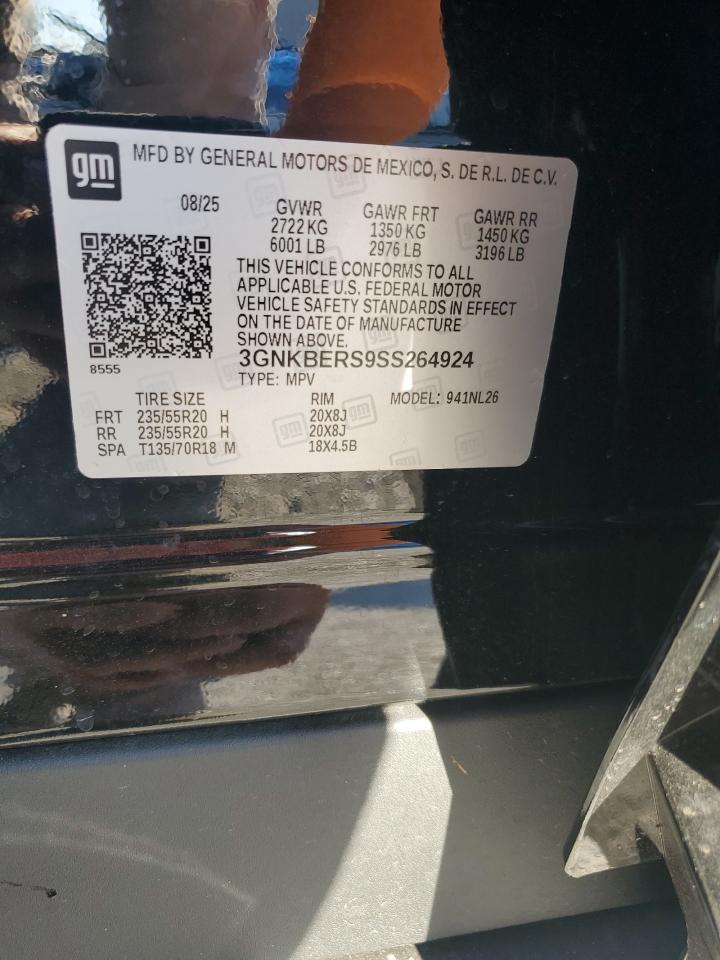 gm MFD BY GENERAL MOTORS DE MEXICO, S. DE R.L. DE C.V.
08/25 GVWR GAWR FRT GAWR RR
2722 KG 1350 KG 1450 KG
6001 LB 2976 LB 3196 LB
THIS VEHICLE CONFORMS TO ALL
APPLICABLE U.S. FEDERAL MOTOR
VEHICLE SAFETY STANDARDS IN EFFECT
ON THE DATE OF MANUFACTURE
SHOWN ABOVE.
3GNKBERS9SS264924
8555
TYPE: MPV
TIRE SIZE RIM MODEL: 941NL26
FRT 235/55R20 H 20X8J
RR 235/55R20 H 20X8J
SPA T135/70R18 M 18X4.5B